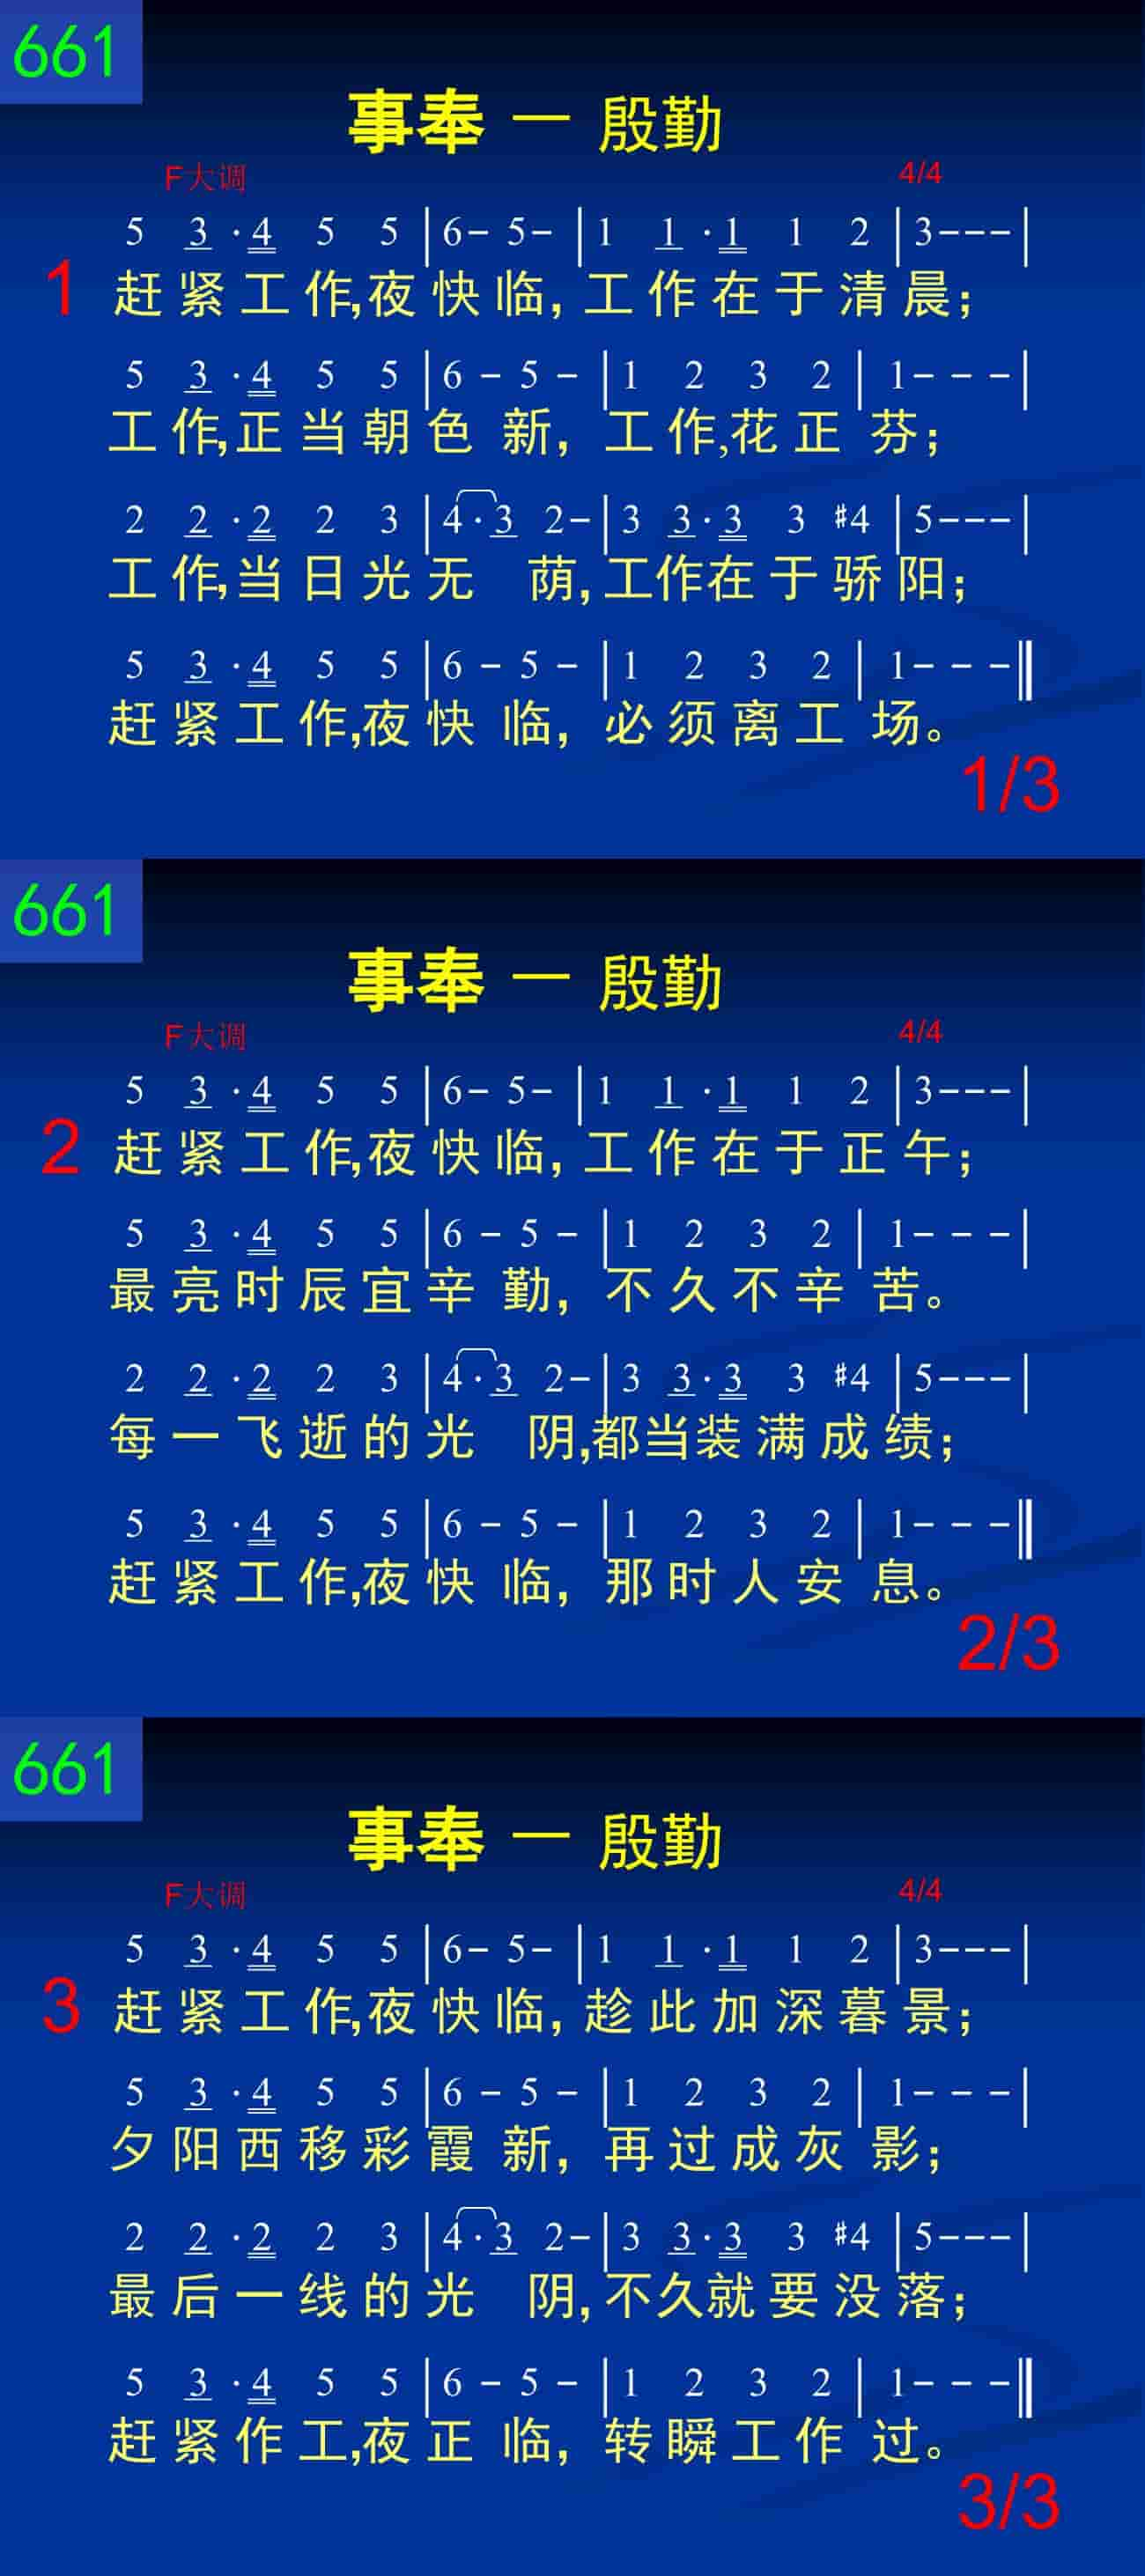 661
事奉 一 殷勤
F大调 4/4
5 3 · 4 5 5 | 6- 5- | 1 1 · 1 1 2 | 3--- |
1 赶紧工作,夜快临，工作在于清晨；
5 3 · 4 5 5 | 6 - 5 - | 1 2 3 2 | 1- - - |
工作,正当朝色新，工作,花正芬；
2 2 · 2 2 3 | 4 · 3 2- | 3 3 · 3 3 #4 | 5--- |
工作,当日光无荫,工作在于骄阳；
5 3 · 4 5 5 | 6 - 5 - | 1 2 3 2 | 1- - - ‖
赶紧工作,夜快临，必须离工场。
1/3
661
事奉 一 殷勤
F大调 4/4
5 3 · 4 5 5 | 6- 5- | 1 1 · 1 1 2 | 3--- |
2 赶紧工作,夜快临，工作在于正午；
5 3 · 4 5 5 | 6 - 5 - | 1 2 3 2 | 1- - - |
最亮时辰宜辛勤，不久不辛苦。
2 2 · 2 2 3 | 4 · 3 2- | 3 3 · 3 3 #4 | 5--- |
每一飞逝的光阴,都当装满成绩；
5 3 · 4 5 5 | 6 - 5 - | 1 2 3 2 | 1- - - ‖
赶紧工作,夜快临，那时人安息。
2/3
661
事奉 一 殷勤
F大调 4/4
5 3 · 4 5 5 | 6- 5- | 1 1 · 1 1 2 | 3--- |
3 赶紧工作,夜快临，趁此加深暮景；
5 3 · 4 5 5 | 6 - 5 - | 1 2 3 2 | 1- - - |
夕阳西移彩霞新，再过成灰影；
2 2 · 2 2 3 | 4 · 3 2- | 3 3 · 3 3 #4 | 5--- |
最后一线的光阴,不久就要没落；
5 3 · 4 5 5 | 6 - 5 - | 1 2 3 2 | 1- - - ‖
赶紧作工,夜正临，转瞬工作过。
3/3